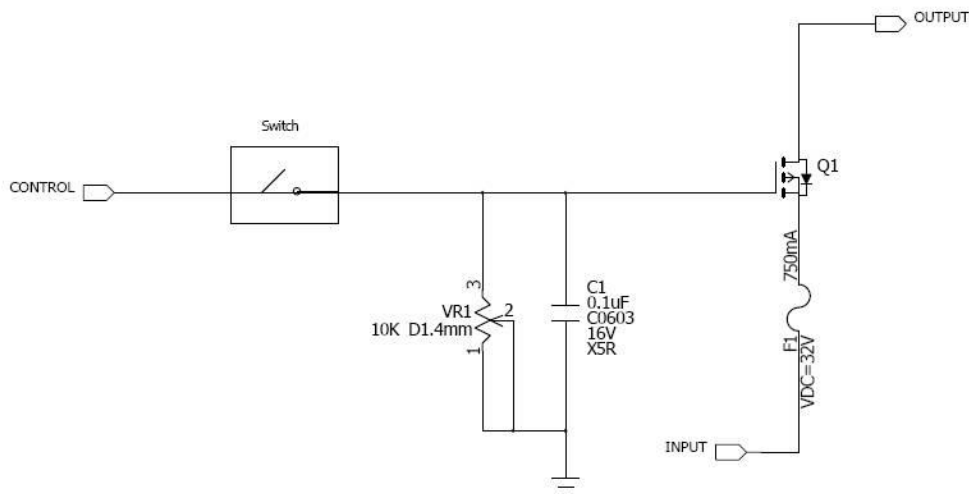 OUTPUT
Switch
CONTROL
Q1
750mA
F1
VDC=32V
3
VR1
2
10K D1.4mm
1
C1
0.1uF
C0603
16V
X5R
INPUT